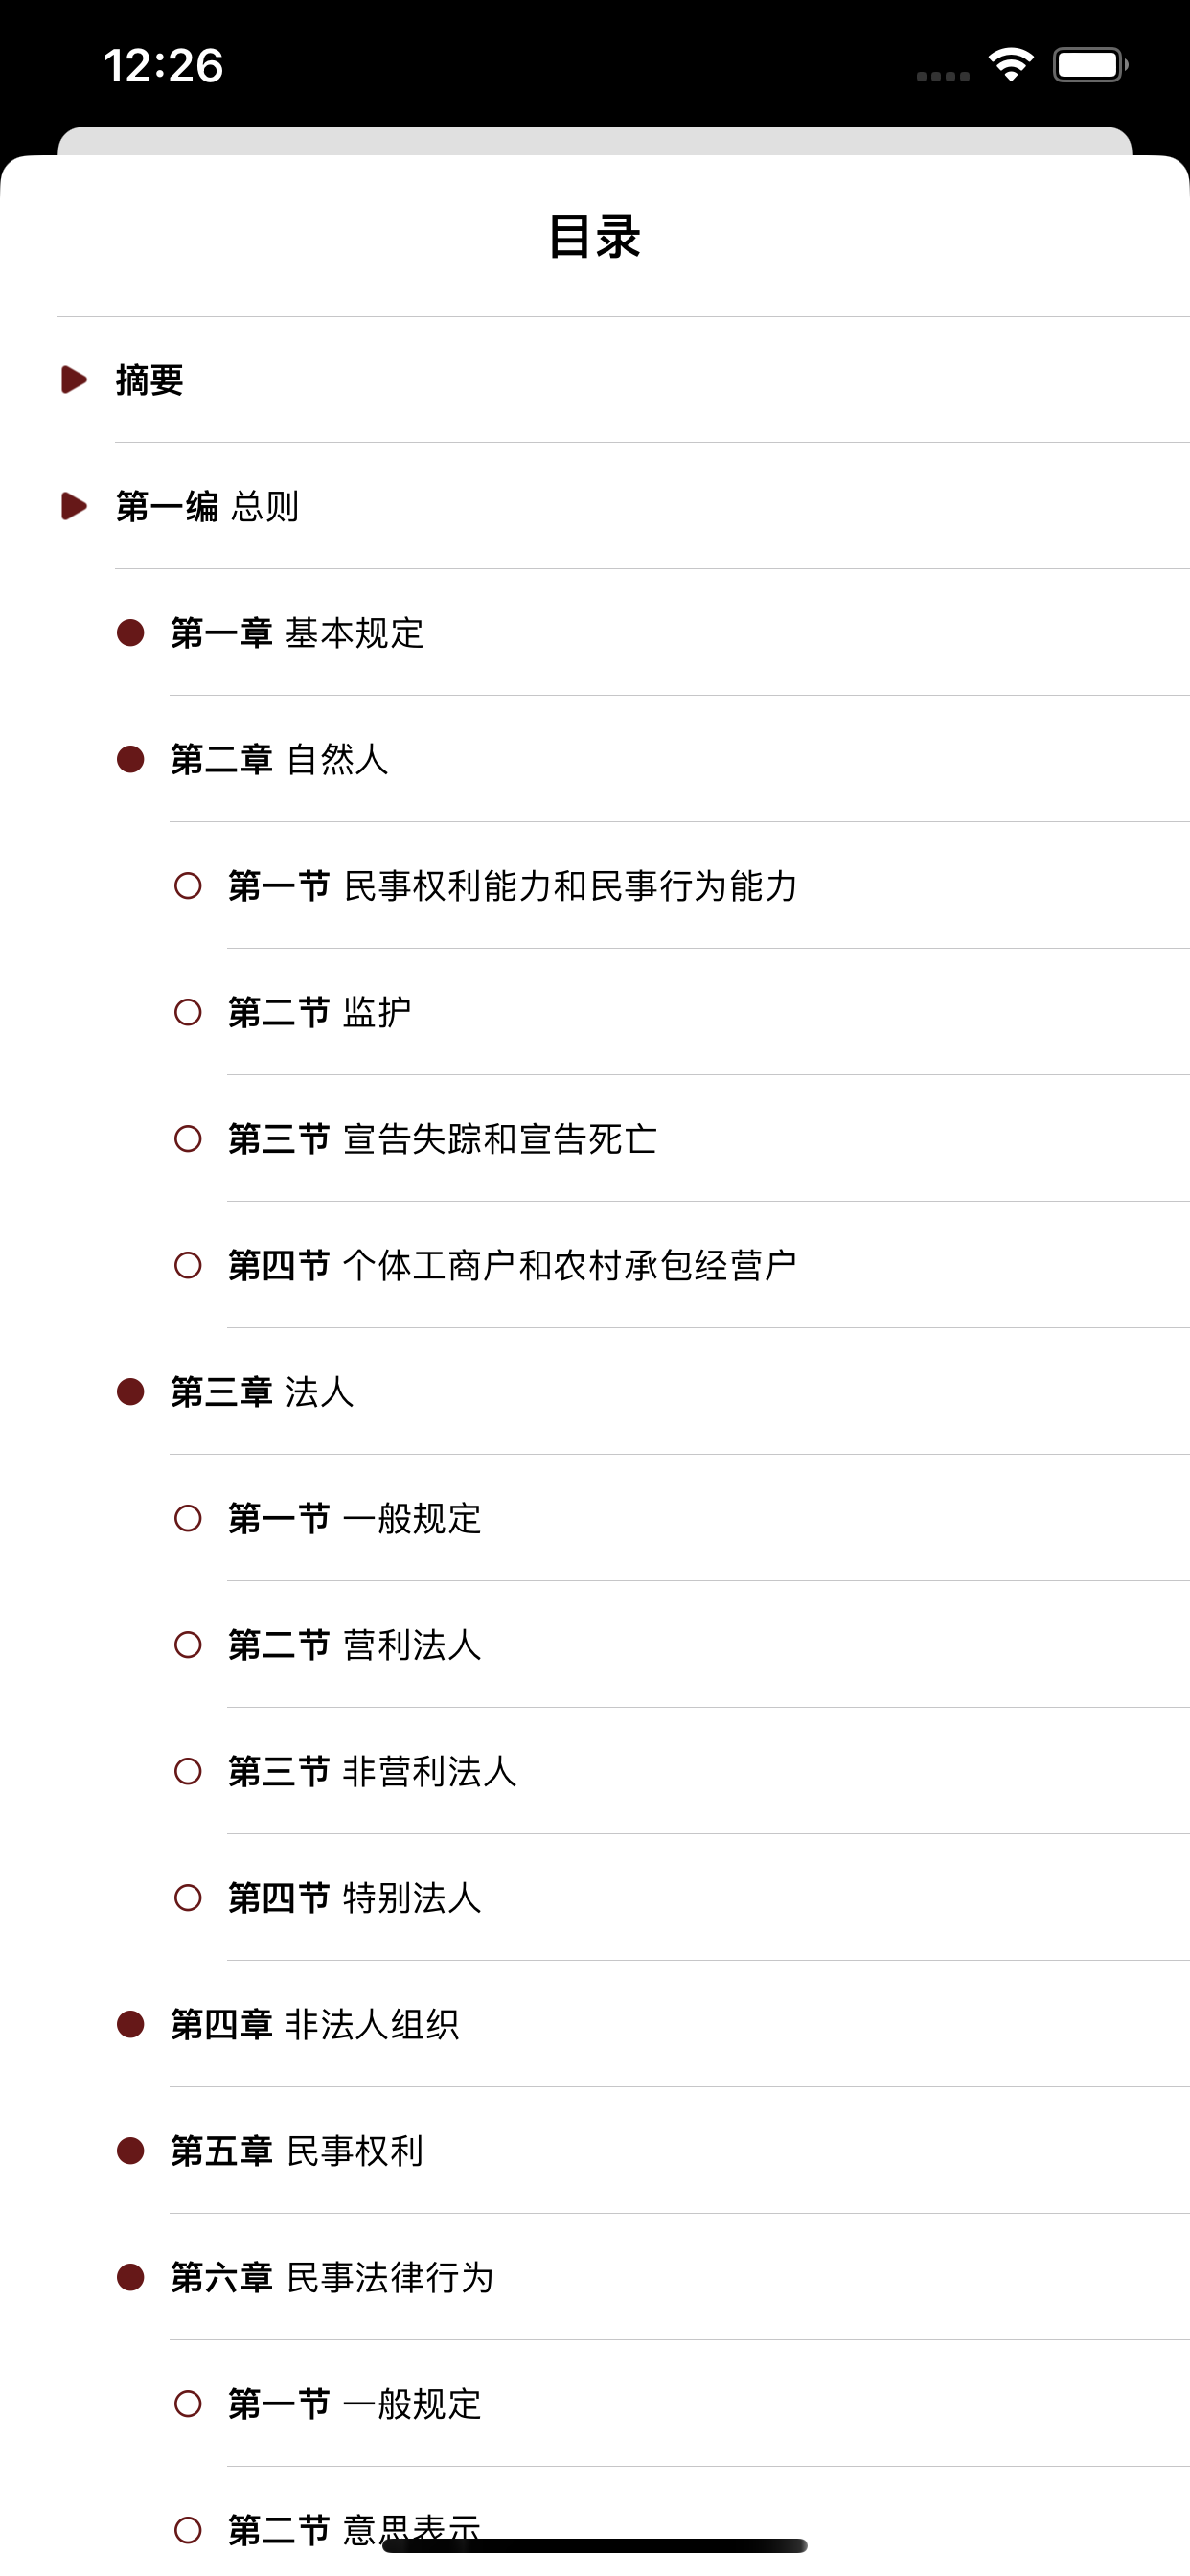 12:26
目录
摘要
第一编 总则
第一章 基本规定
第二章 自然人
第一节 民事权利能力和民事行为能力
第二节 监护
第三节 宣告失踪和宣告死亡
第四节 个体工商户和农村承包经营户
第三章 法人
第一节 一般规定
第二节 营利法人
第三节 非营利法人
第四节 特别法人
第四章 非法人组织
第五章 民事权利
第六章 民事法律行为
第一节 一般规定
第二节 意思表示